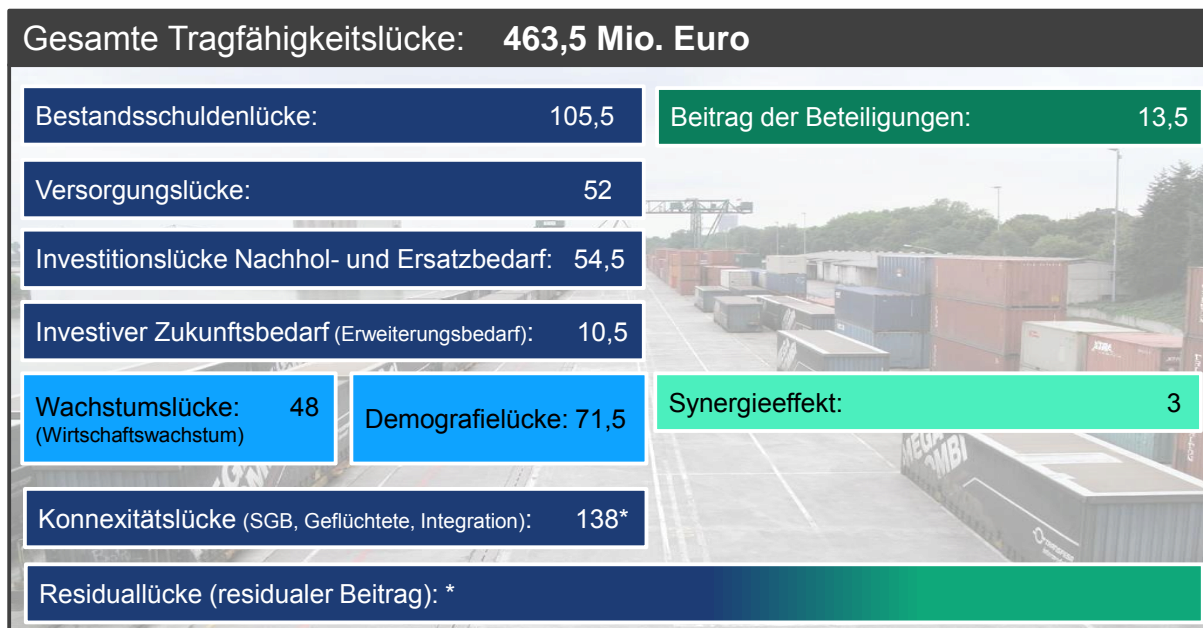 Gesamte Tragfähigkeitslücke: 463,5 Mio. Euro
Bestandsschuldenlücke: 105,5
Beitrag der Beteiligungen: 13,5
Versorgungslücke: 52
Investitionslücke Nachhol- und Ersatzbedarf: 54,5
Investiver Zukunftsbedarf (Erweiterungsbedarf): 10,5
Wachstumslücke: 48
(Wirtschaftswachstum)
Demografielücke: 71,5
Synergieeffekt: 3
Konnexitätslücke (SGB, Geflüchtete, Integration): 138*
Residuallücke (residualer Beitrag): *